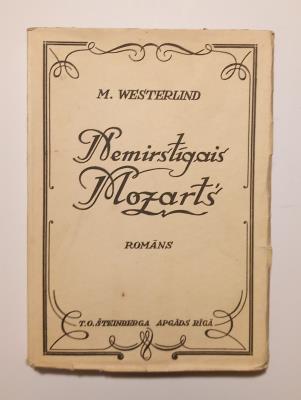 M. WESTERLIND
Nemirstīgais
Mozarts
ROMĀNS
T.O.ŠTEINBERGA APGĀDS RĪGĀ